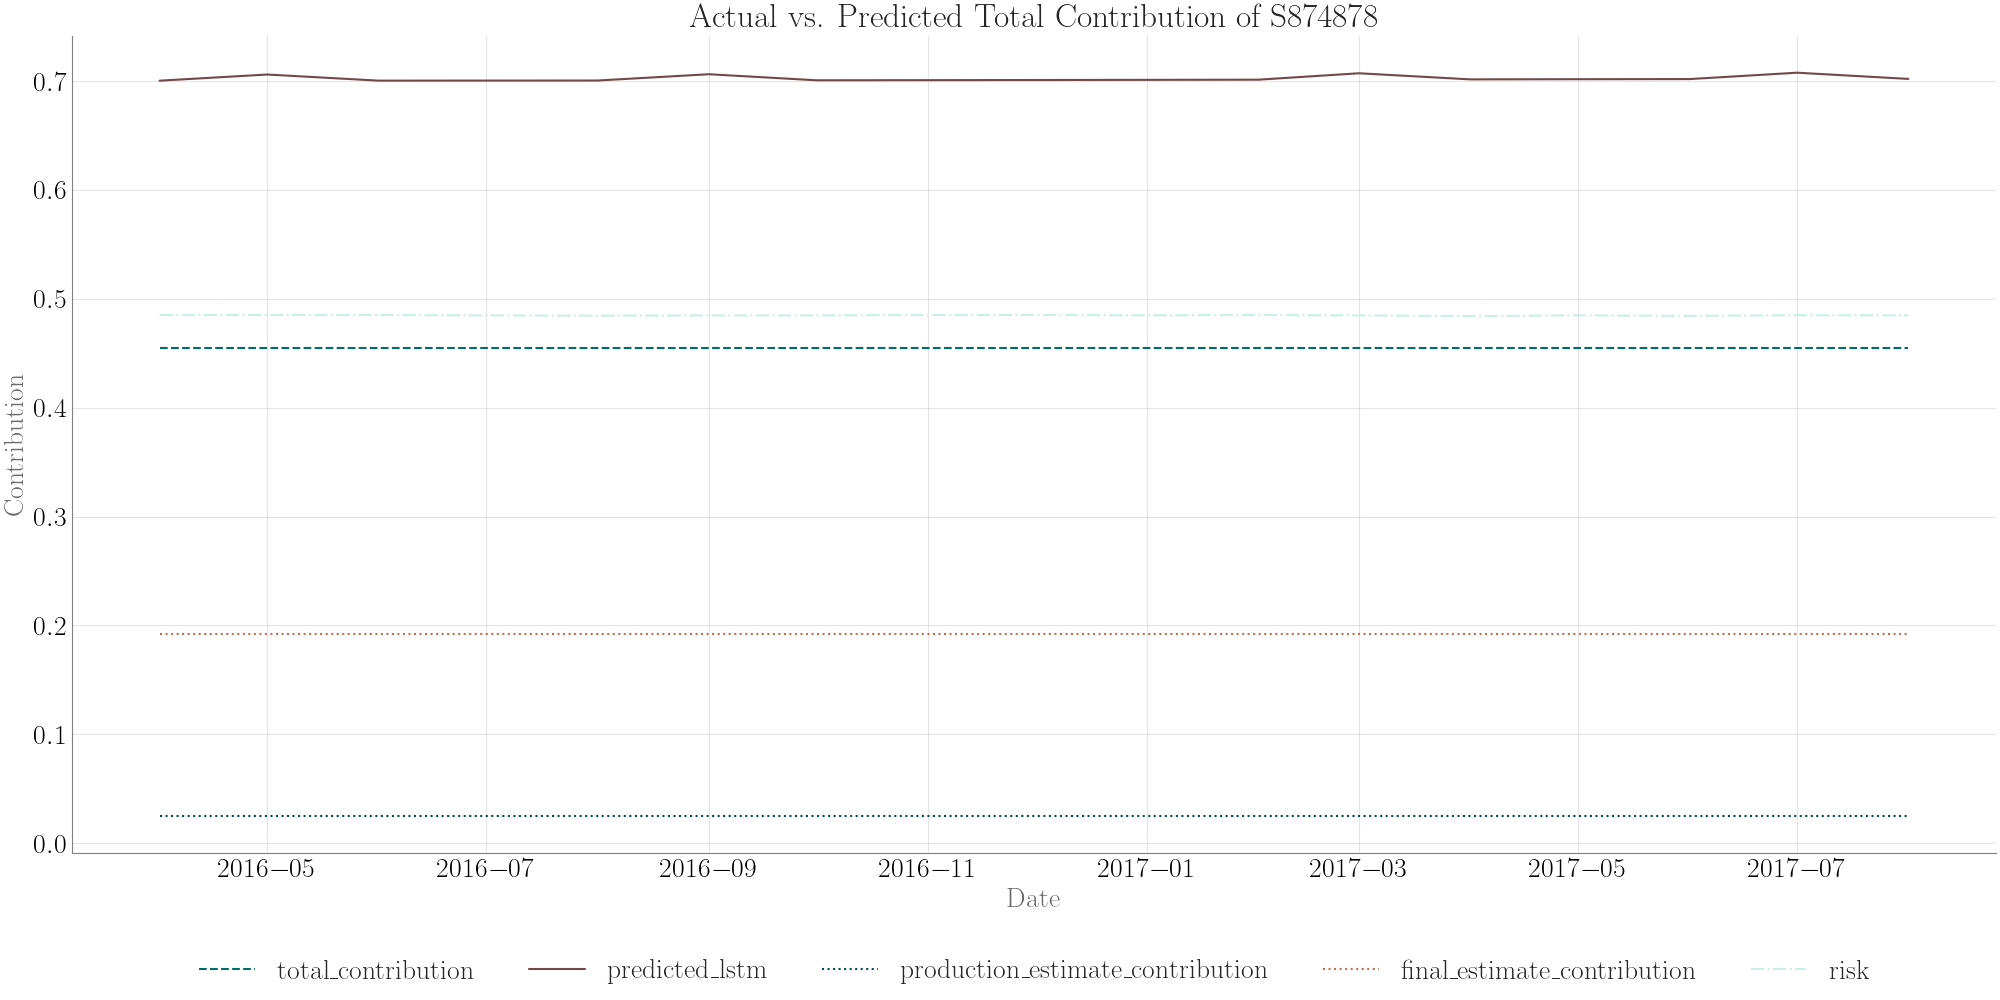 Actual vs. Predicted Total Contribution of S874878
Contribution
0.7
0.6
0.5
0.4
0.3
0.2
0.1
0.0
2016–05 2016–07 2016–09 2016–11 2017–01 2017–03 2017–05 2017–07
Date
total_contribution predicted_lstm production_estimate_contribution final_estimate_contribution risk